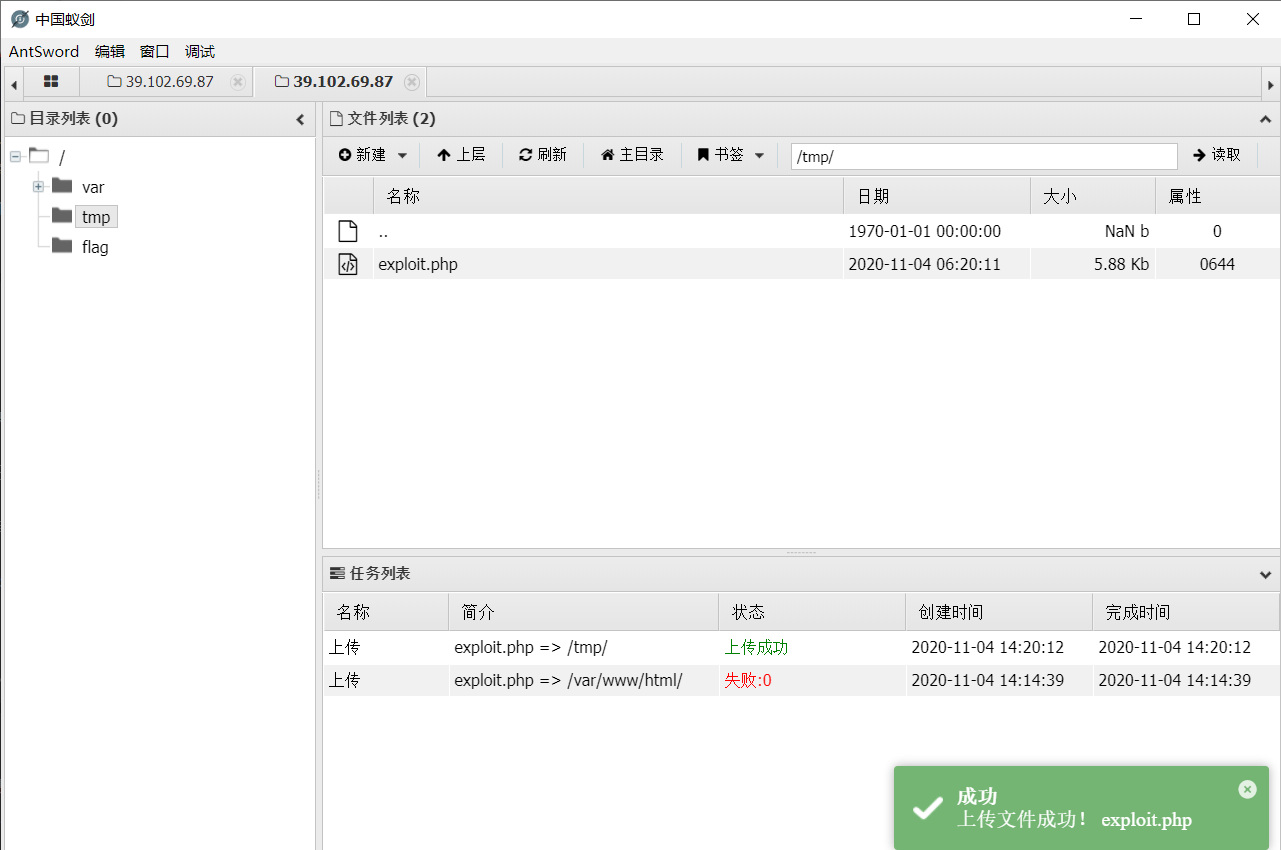 中国蚁剑
AntSword 编辑 窗口 调试
39.102.69.87 39.102.69.87
目录列表 (0)
/
var
tmp
flag
文件列表 (2)
新建 上层 刷新 主目录 书签 /tmp/ 读取
名称 日期 大小 属性
.. 1970-01-01 00:00:00 NaN b 0
exploit.php 2020-11-04 06:20:11 5.88 Kb 0644
任务列表
名称 简介 状态 创建时间 完成时间
上传 exploit.php => /tmp/ 上传成功 2020-11-04 14:20:12 2020-11-04 14:20:12
上传 exploit.php => /var/www/html/ 失败:0 2020-11-04 14:14:39 2020-11-04 14:14:39
成功
上传文件成功！ exploit.php